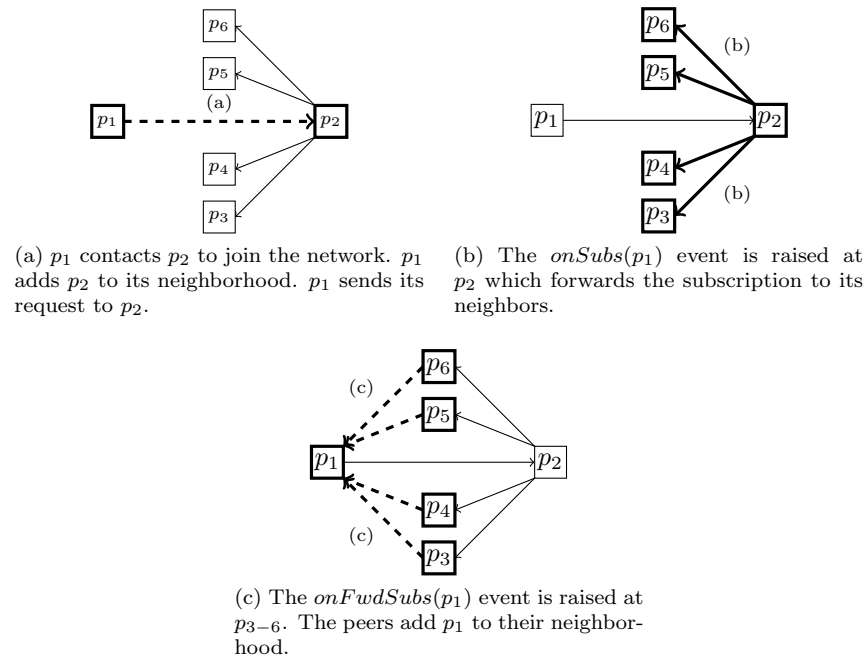 p6
p5
(a)
p1
p2
p4
p3
(a) p1 contacts p2 to join the network. p1
adds p2 to its neighborhood. p1 sends its
request to p2.
p6
(b)
p5
p1
p2
p4
(b)
p3
(b) The onSubs(p1) event is raised at
p2 which forwards the subscription to its
neighbors.
p6
(c)
p5
p1
p2
p4
(c)
p3
(c) The onFwdSubs(p1) event is raised at
p3−6. The peers add p1 to their neighbor-
hood.